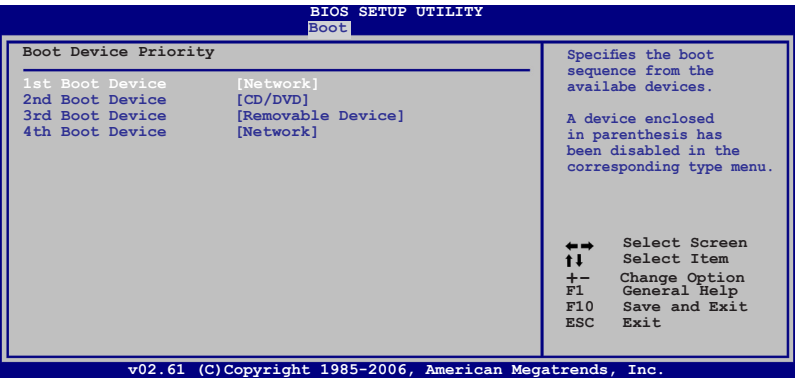 BIOS SETUP UTILITY
Boot
Boot Device Priority
1st Boot Device [Network]
2nd Boot Device [CD/DVD]
3rd Boot Device [Removable Device]
4th Boot Device [Network]
Specifies the boot
sequence from the
availabe devices.
A device enclosed
in parenthesis has
been disabled in the
corresponding type menu.
←→ Select Screen
↑↓ Select Item
+- Change Option
F1 General Help
F10 Save and Exit
ESC Exit
v02.61 (C)Copyright 1985-2006, American Megatrends, Inc.